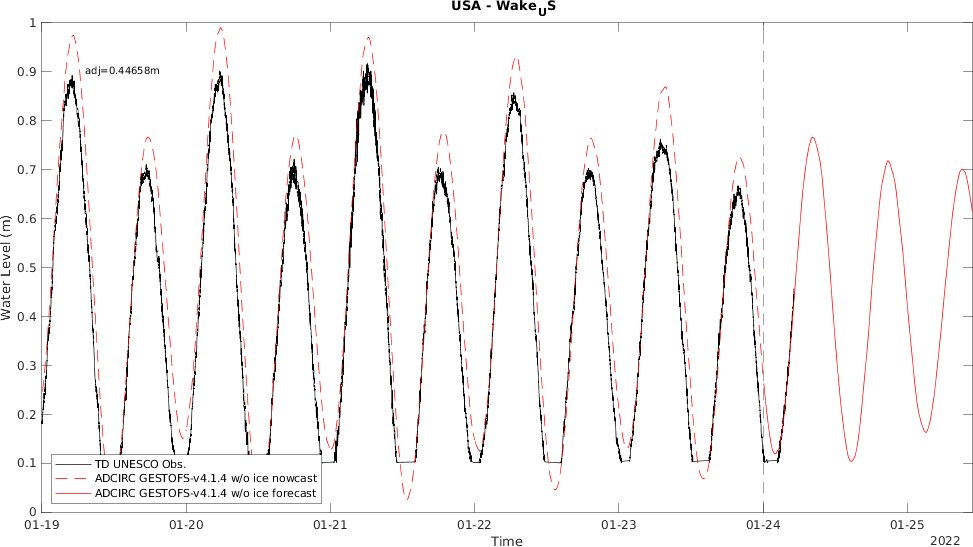 USA - WakeUS
adj=0.44658m
Water Level (m)
1
0.9
0.8
0.7
0.6
0.5
0.4
0.3
0.2
0.1
0
TD UNESCO Obs.
ADCIRC GESTOFS-v4.1.4 w/o ice nowcast
ADCIRC GESTOFS-v4.1.4 w/o ice forecast
01-19 01-20 01-21 01-22 01-23 01-24 01-25
Time
2022